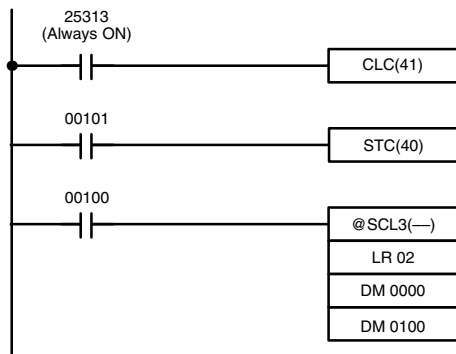 25313
(Always ON)
CLC(41)
00101
STC(40)
00100
@SCL3(—)
LR 02
DM 0000
DM 0100